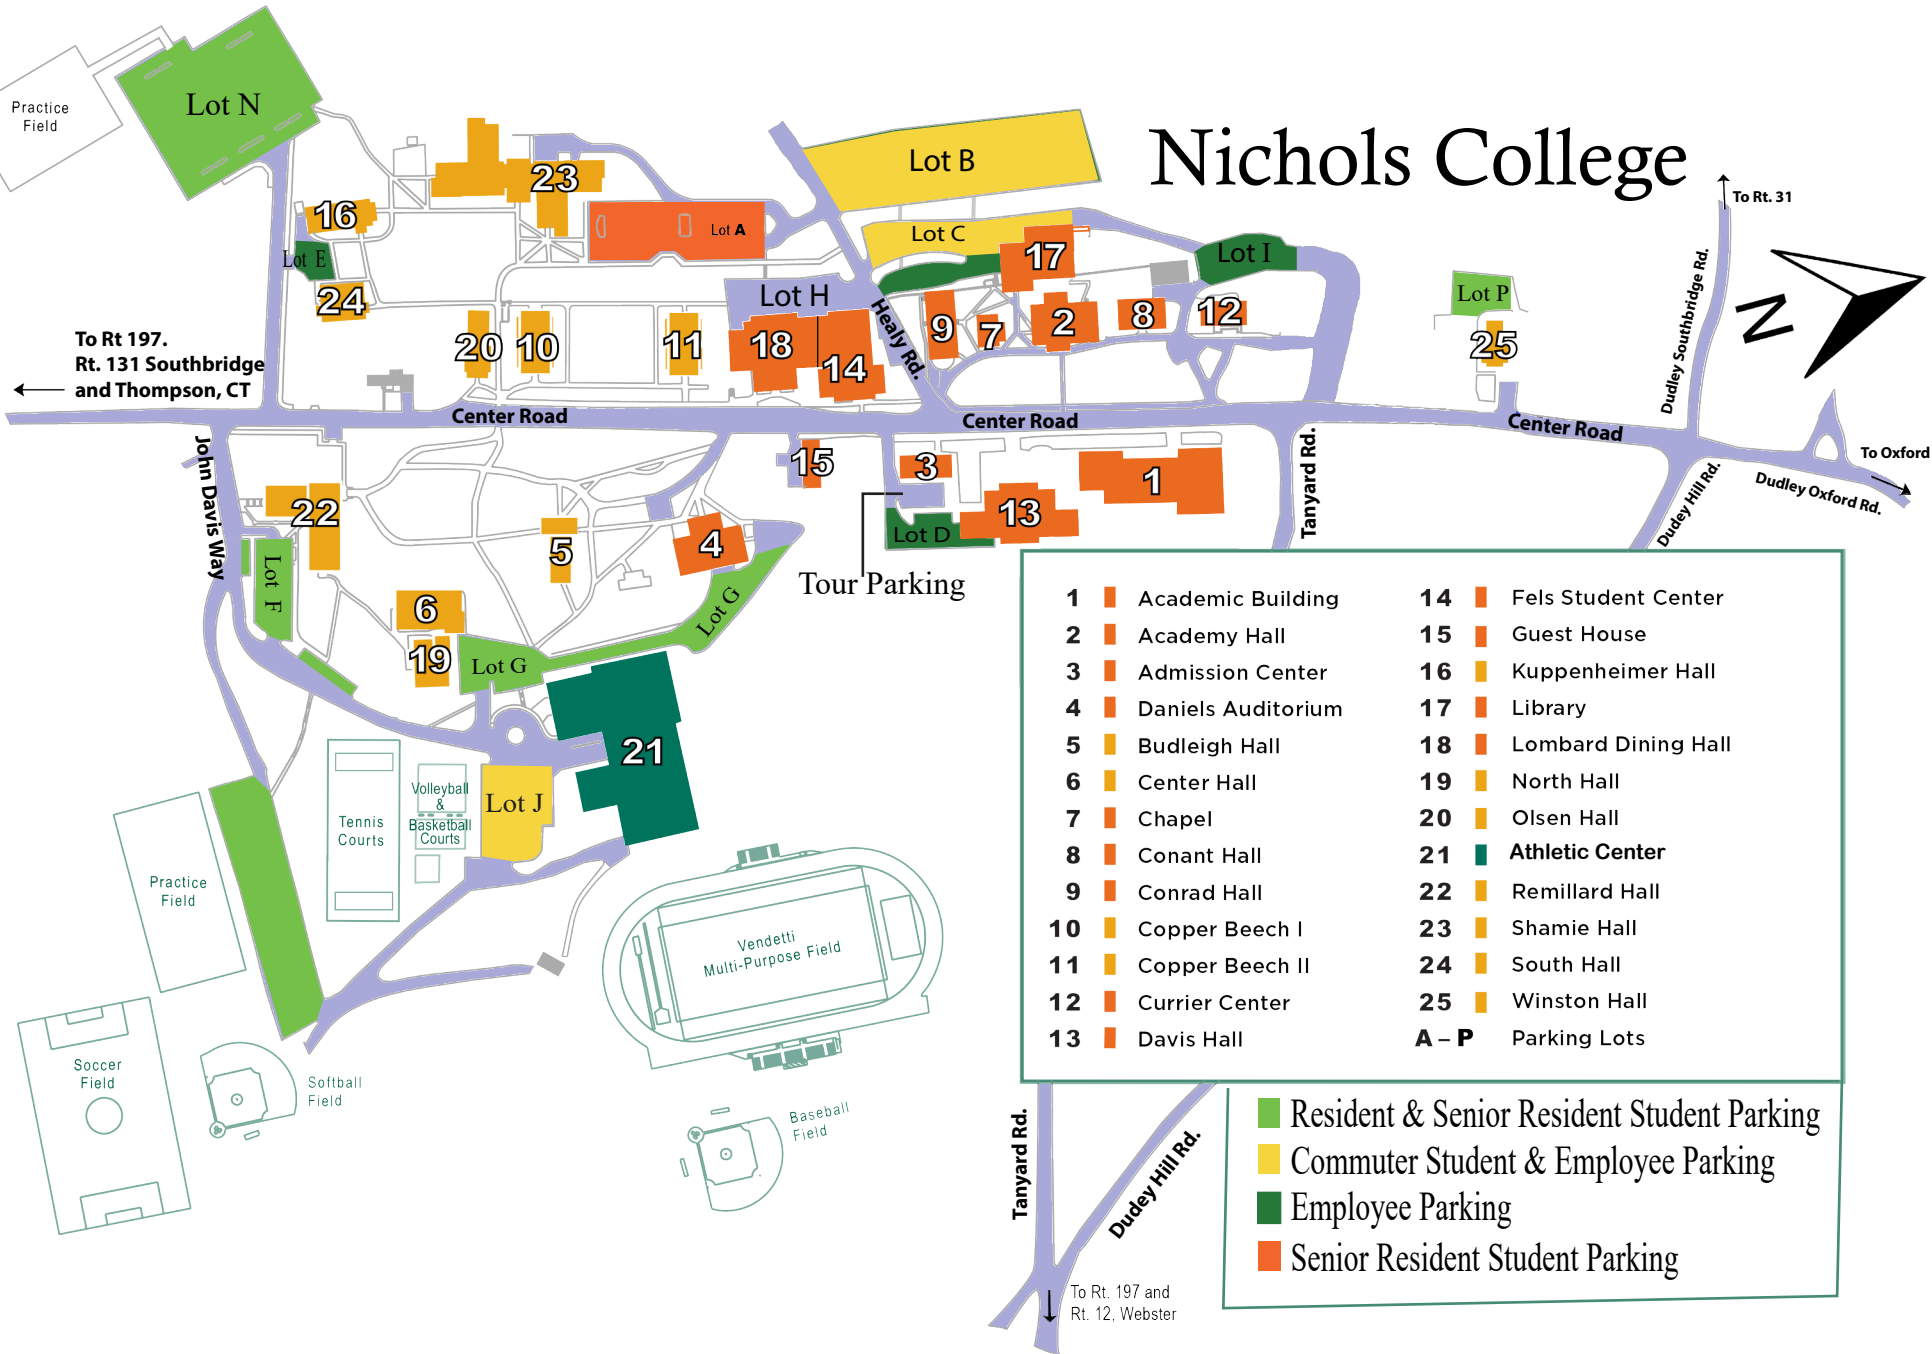 Nichols College
Practice
Field
Lot N
Lot B
To Rt. 31
23
16
Lot A
Lot C
17
Lot I
Lot E
24
Lot H
Healy Rd.
9
7
2
8
12
Lot P
25
Dudley Southbridge Rd.
N
To Rt 197.
Rt. 131 Southbridge
and Thompson, CT
20
10
11
18
14
Center Road
Center Road
Center Road
John Davis Way
15
3
1
Tanyard Rd.
Dudey Hill Rd.
To Oxford
Dudley Oxford Rd.
22
5
4
13
Lot D
Tour Parking
Lot F
6
19
Lot G
Lot G
21
Lot J
Volleyball
&
Basketball
Courts
Tennis
Courts
Practice
Field
Vendetti
Multi-Purpose Field
Soccer
Field
Softball
Field
Baseball
Field
1 Academic Building
2 Academy Hall
3 Admission Center
4 Daniels Auditorium
5 Budleigh Hall
6 Center Hall
7 Chapel
8 Conant Hall
9 Conrad Hall
10 Copper Beech I
11 Copper Beech II
12 Currier Center
13 Davis Hall
14 Fels Student Center
15 Guest House
16 Kuppenheimer Hall
17 Library
18 Lombard Dining Hall
19 North Hall
20 Olsen Hall
21 Athletic Center
22 Remillard Hall
23 Shamie Hall
24 South Hall
25 Winston Hall
A – P Parking Lots
Resident & Senior Resident Student Parking
Commuter Student & Employee Parking
Employee Parking
Senior Resident Student Parking
Tanyard Rd.
Dudey Hill Rd.
To Rt. 197 and
Rt. 12, Webster